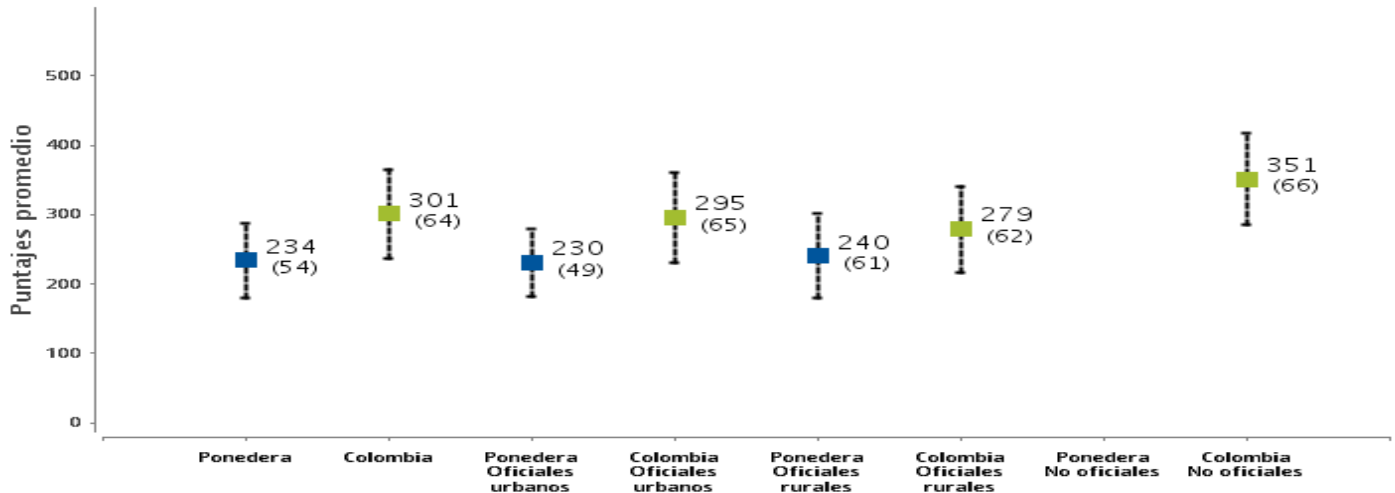 Puntajes promedio
500
400
300
200
100
0
234
(54)
301
(64)
230
(49)
295
(65)
240
(61)
279
(62)
351
(66)
Ponedera
Colombia
Ponedera
Oficiales
urbanos
Colombia
Oficiales
urbanos
Ponedera
Oficiales
rurales
Colombia
Oficiales
rurales
Ponedera
No oficiales
Colombia
No oficiales